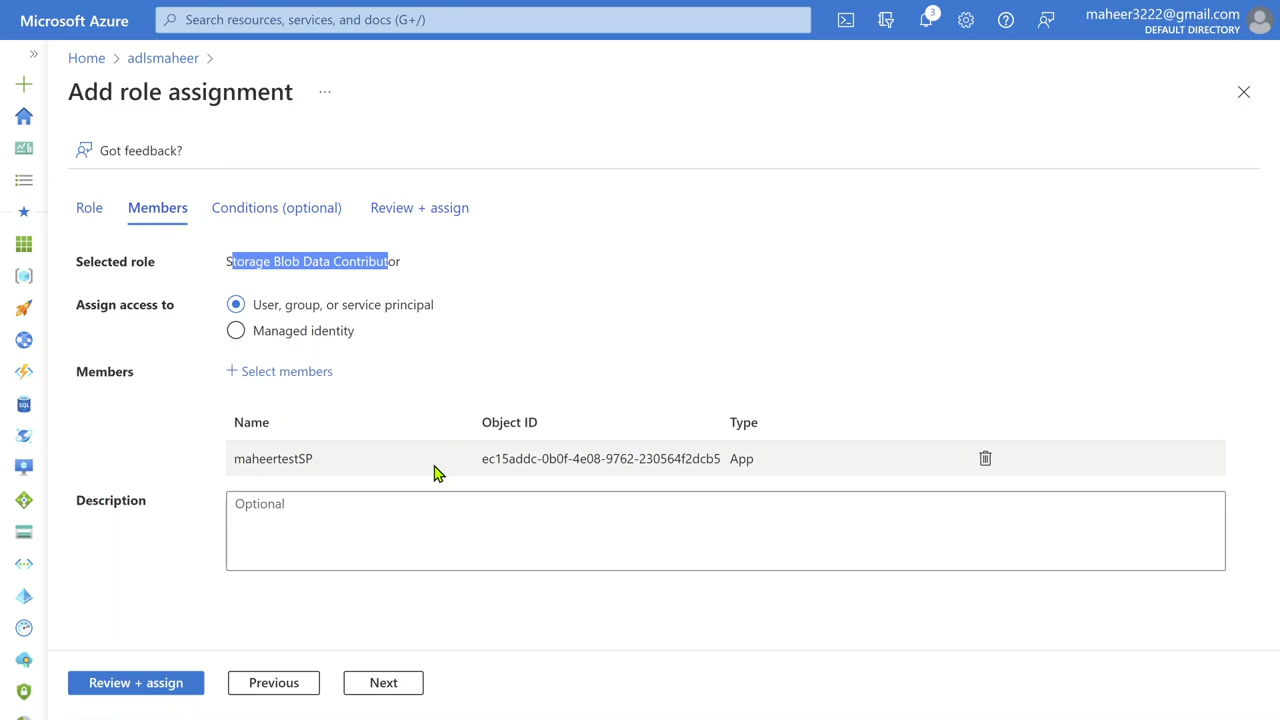 Microsoft Azure
Search resources, services, and docs (G+/)
3
maheer3222@gmail.com
DEFAULT DIRECTORY
Home > adlsmaheer >
Add role assignment ...
Got feedback?
Role Members Conditions (optional) Review + assign
Selected role Storage Blob Data Contributor
Assign access to User, group, or service principal
Managed identity
Members + Select members
Name Object ID Type
maheertestSP ec15addc-0b0f-4e08-9762-230564f2dcb5 App
Description Optional
Review + assign Previous Next